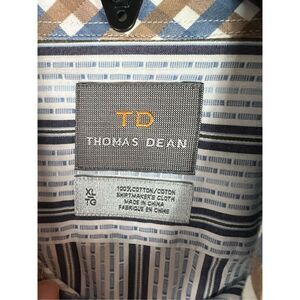 TD
THOMAS DEAN
XL
TG
100% COTTON/COTON
SHIRTMAKER'S CLOTH
MADE IN CHINA
FABRIQUE EN CHINE